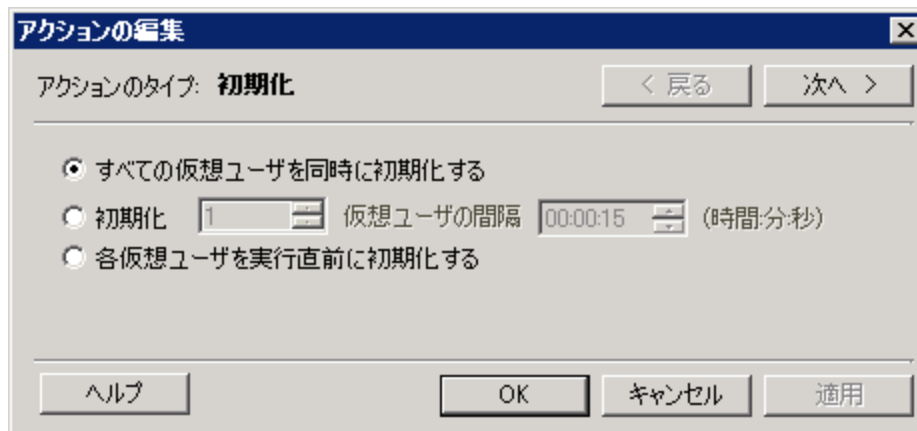 アクションの編集
アクションのタイプ: 初期化 < 戻る 次へ >
すべての仮想ユーザを同時に初期化する
初期化 1 仮想ユーザの間隔 00:00:15 (時間:分:秒)
各仮想ユーザを実行直前に初期化する
ヘルプ OK キャンセル 適用